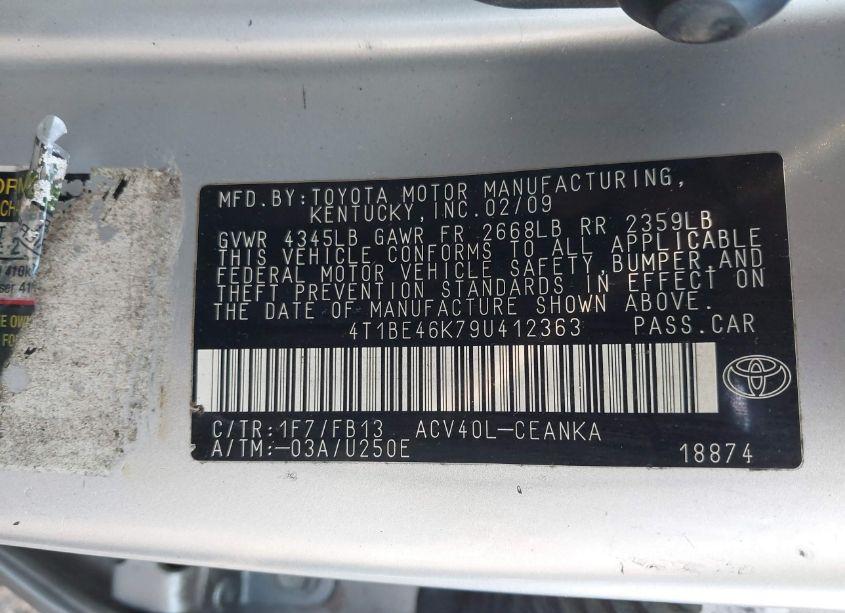 MFD.BY:TOYOTA MOTOR MANUFACTURING,
KENTUCKY, INC.02/09
GVWR 4345LB GAWR FR 2668LB RR 2359LB
THIS VEHICLE CONFORMS TO ALL APPLICABLE
FEDERAL MOTOR VEHICLE SAFETY,BUMPER,AND
THEFT PREVENTION STANDARDS IN EFFECT ON
THE DATE OF MANUFACTURE SHOWN ABOVE.
4T1BE46K79U412363 PASS.CAR
C/TR:1F7/FB13 ACV40L-CEANKA
A/TM:-03A/U250E 18874